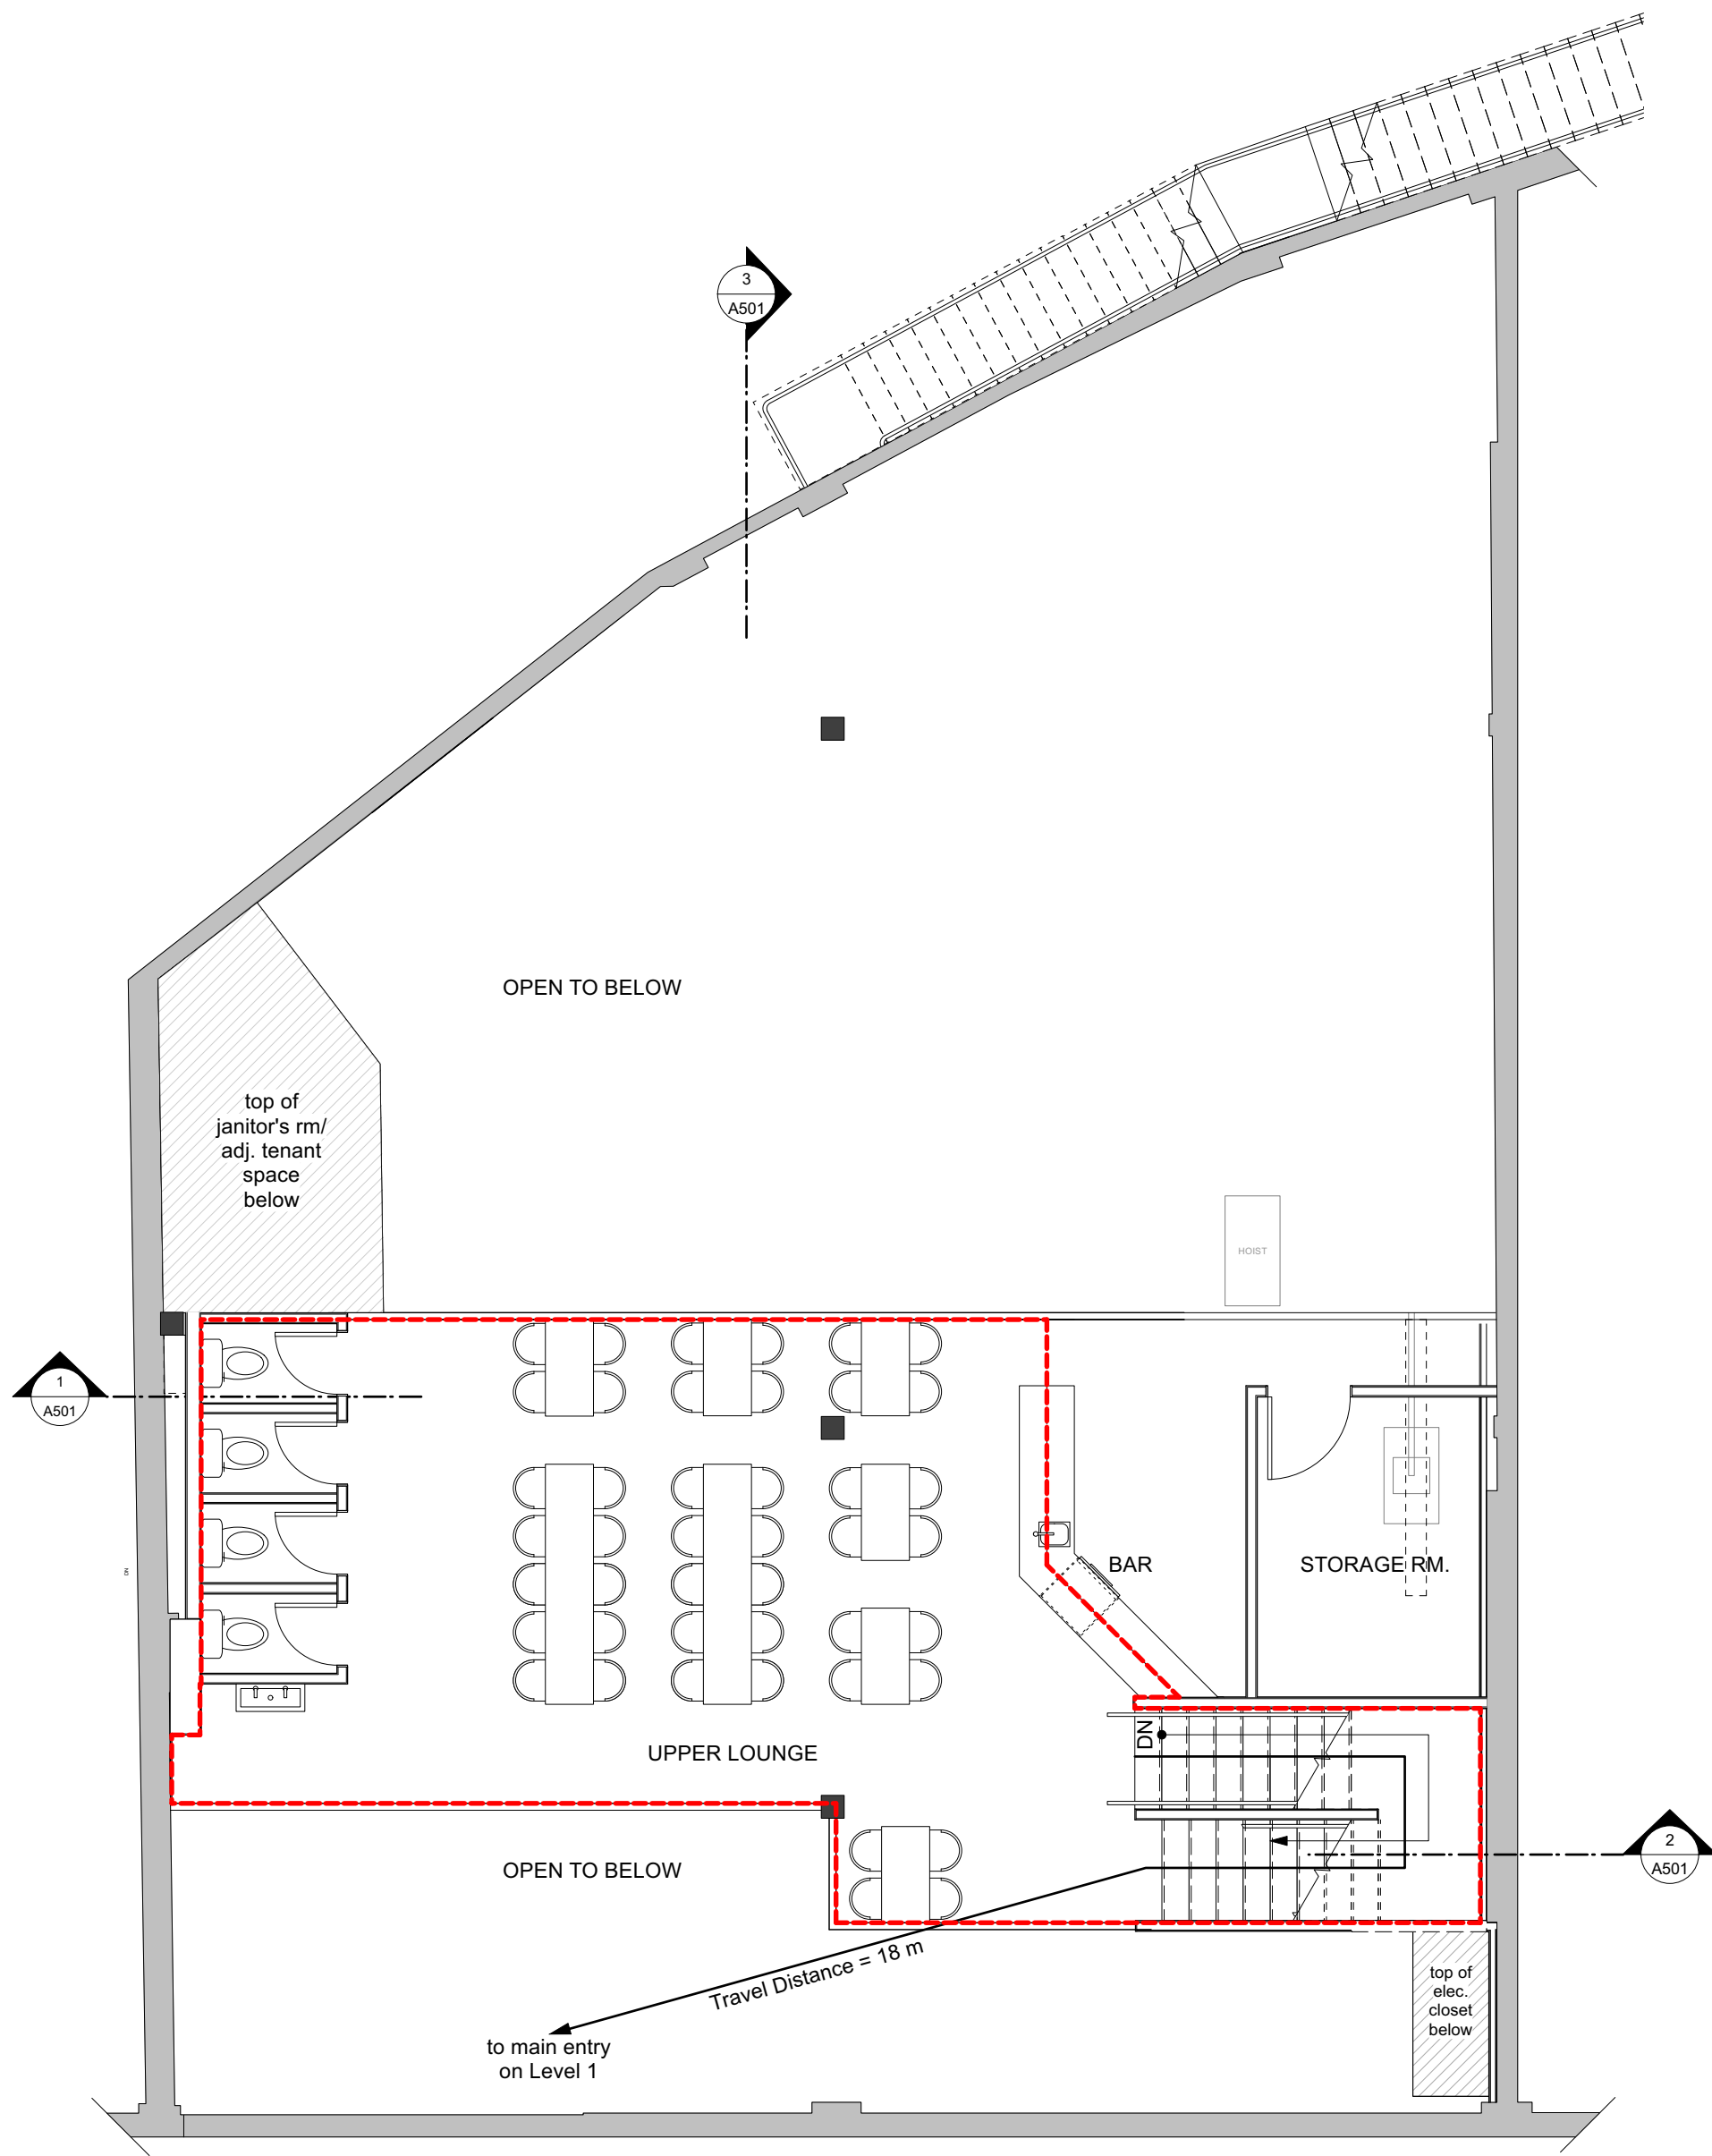 3
A501
OPEN TO BELOW
top of
janitor's rm/
adj. tenant
space
below
HOIST
1
A501
DN
BAR
STORAGE RM.
DN
UPPER LOUNGE
2
A501
OPEN TO BELOW
Travel Distance = 18 m
top of
elec.
closet
below
to main entry
on Level 1